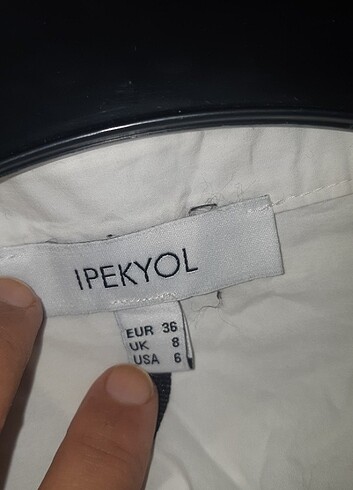 IPEKYOL
EUR 36
UK 8
USA 6